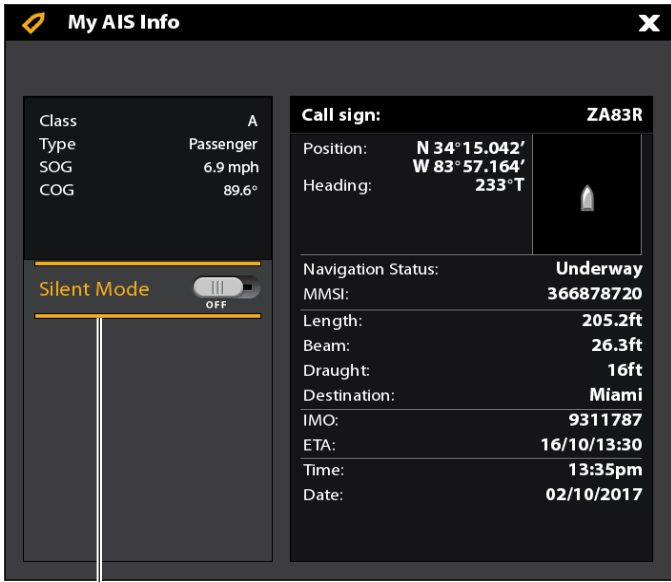 My AIS Info X
Class A
Type Passenger
SOG 6.9 mph
COG 89.6°
Silent Mode
OFF
Call sign: ZA83R
Position: N 34°15.042′
W 83°57.164′
Heading: 233°T
Navigation Status: Underway
MMSI: 366878720
Length: 205.2ft
Beam: 26.3ft
Draught: 16ft
Destination: Miami
IMO: 9311787
ETA: 16/10/13:30
Time: 13:35pm
Date: 02/10/2017